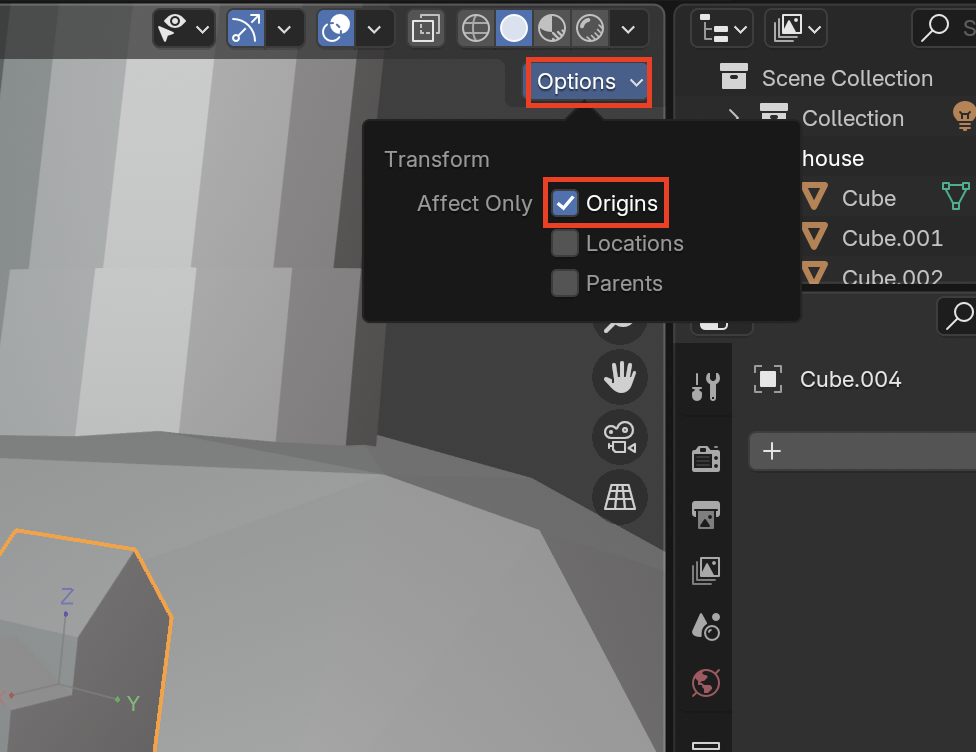 Options
Scene Collection
Collection
Transform
house
Affect Only
Origins
Cube
Locations
Cube.001
Parents
Cube.002
Cube.004
Z
Y